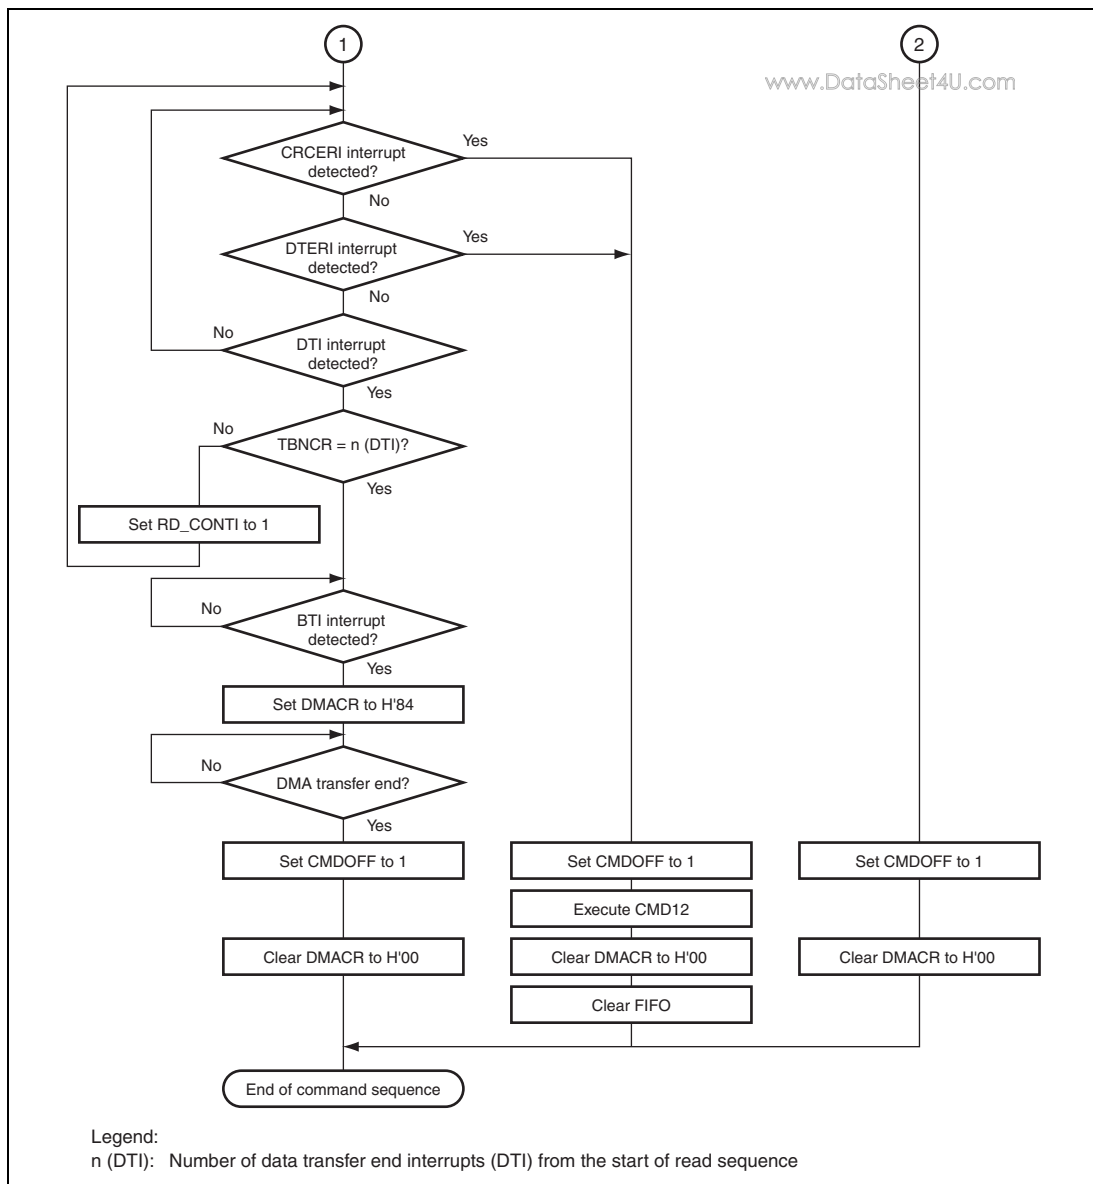 1
2
www.DataSheet4U.com
CRCERI interrupt
detected?
Yes
No
DTERI interrupt
detected?
Yes
No
DTI interrupt
detected?
No
Yes
TBNCR = n (DTI)?
No
Yes
Set RD_CONTI to 1
BTI interrupt
detected?
No
Yes
Set DMACR to H'84
DMA transfer end?
No
Yes
Set CMDOFF to 1
Set CMDOFF to 1
Set CMDOFF to 1
Execute CMD12
Clear DMACR to H'00
Clear DMACR to H'00
Clear DMACR to H'00
Clear FIFO
End of command sequence
Legend:
n (DTI): Number of data transfer end interrupts (DTI) from the start of read sequence